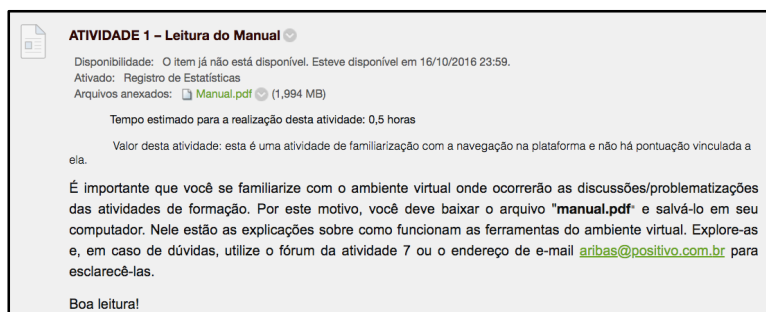 ATIVIDADE 1 – Leitura do Manual
Disponibilidade: O item já não está disponível. Esteve disponível em 16/10/2016 23:59.
Ativado: Registro de Estatísticas
Arquivos anexados: Manual.pdf (1,994 MB)
Tempo estimado para a realização desta atividade: 0,5 horas
Valor desta atividade: esta é uma atividade de familiarização com a navegação na plataforma e não há pontuação vinculada a
ela.
É importante que você se familiarize com o ambiente virtual onde ocorrerão as discussões/problematizações
das atividades de formação. Por este motivo, você deve baixar o arquivo "manual.pdf" e salvá-lo em seu
computador. Nele estão as explicações sobre como funcionam as ferramentas do ambiente virtual. Explore-as
e, em caso de dúvidas, utilize o fórum da atividade 7 ou o endereço de e-mail aribas@positivo.com.br para
esclarecê-las.
Boa leitura!